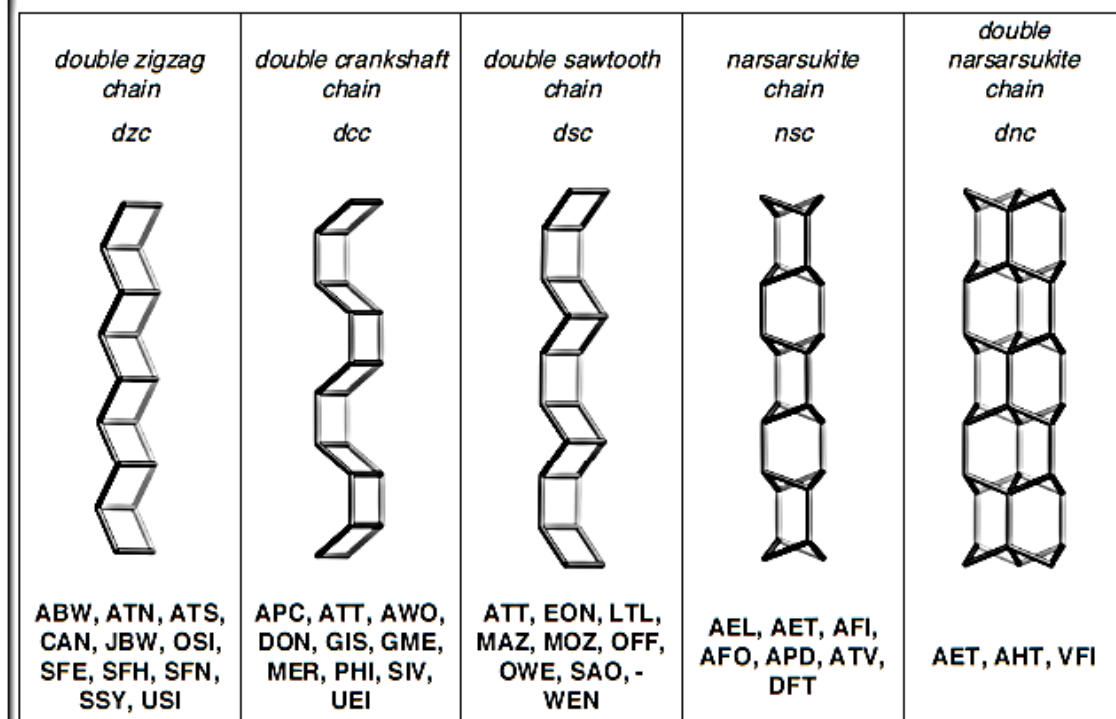 double zigzag
chain
dzc
double crankshaft
chain
dcc
double sawtooth
chain
dsc
narsarsukite
chain
nsc
double
narsarsukite
chain
dnc
ABW, ATN, ATS,
CAN, JBW, OSI,
SFE, SFH, SFN,
SSY, USI
APC, ATT, AWO,
DON, GIS, GME,
MER, PHI, SIV,
UEI
ATT, EON, LTL,
MAZ, MOZ, OFF,
OWE, SAO, -
WEN
AEL, AET, AFI,
AFO, APD, ATV,
DFT
AET, AHT, VFI